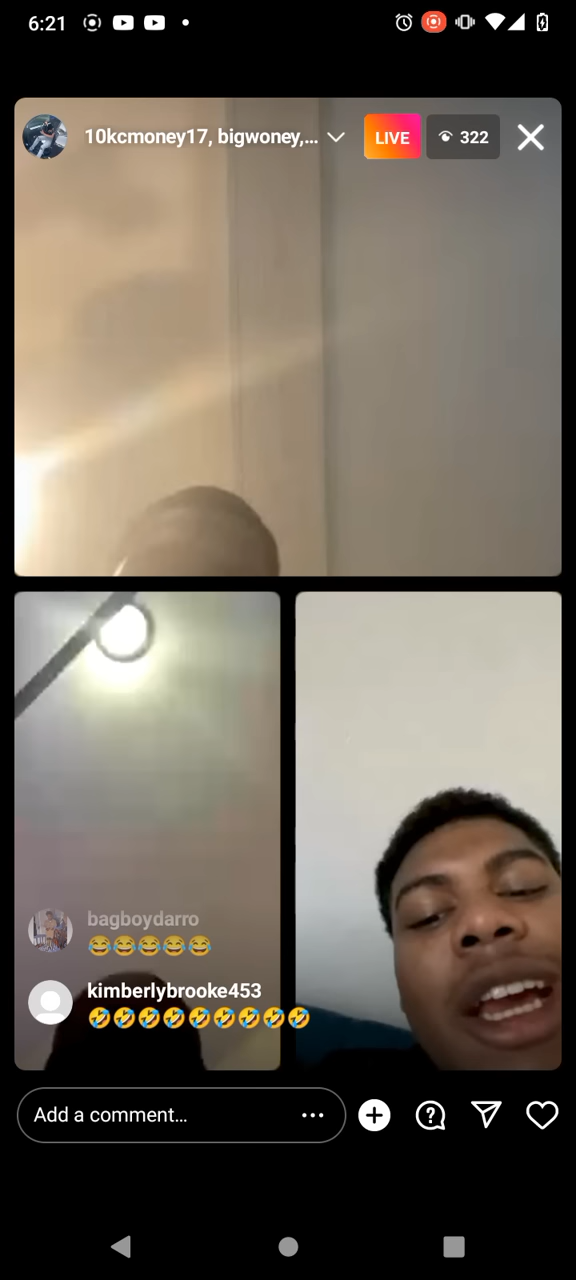 6:21
10kcmoney17, bigwoney,...
LIVE
322
bagboydarro
😂😂😂😂😂
kimberlybrooke453
🤣🤣🤣🤣🤣🤣🤣🤣🤣
Add a comment...